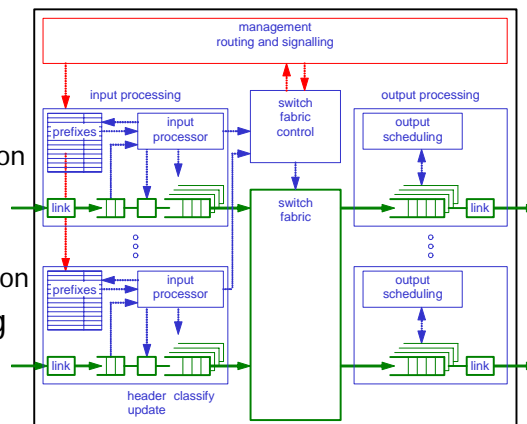 management
routing and signalling
input processing
output processing
prefixes
input
processor
switch
fabric
control
output
scheduling
on
link
switch
fabric
link
on
prefixes
input
processor
output
scheduling
g
link
link
header classify
update